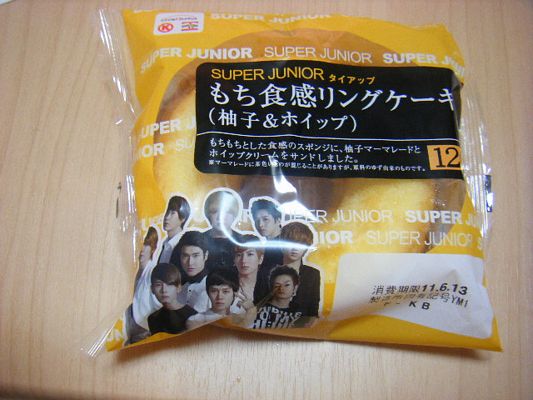 K
SUPER JUNIOR SUPER JUNIOR SUPER JUNIOR
SUPER JUNIOR タイアップ
もち食感リングケーキ
(柚子&ホイップ)
もちもちとした食感のスポンジに、柚子マーマレードと
ホイップクリームをサンドしました。
12
SUPER JUNIOR SUPER
JUNIOR SUPER JUNIOR
消費期限11.6.13
YM1
KB